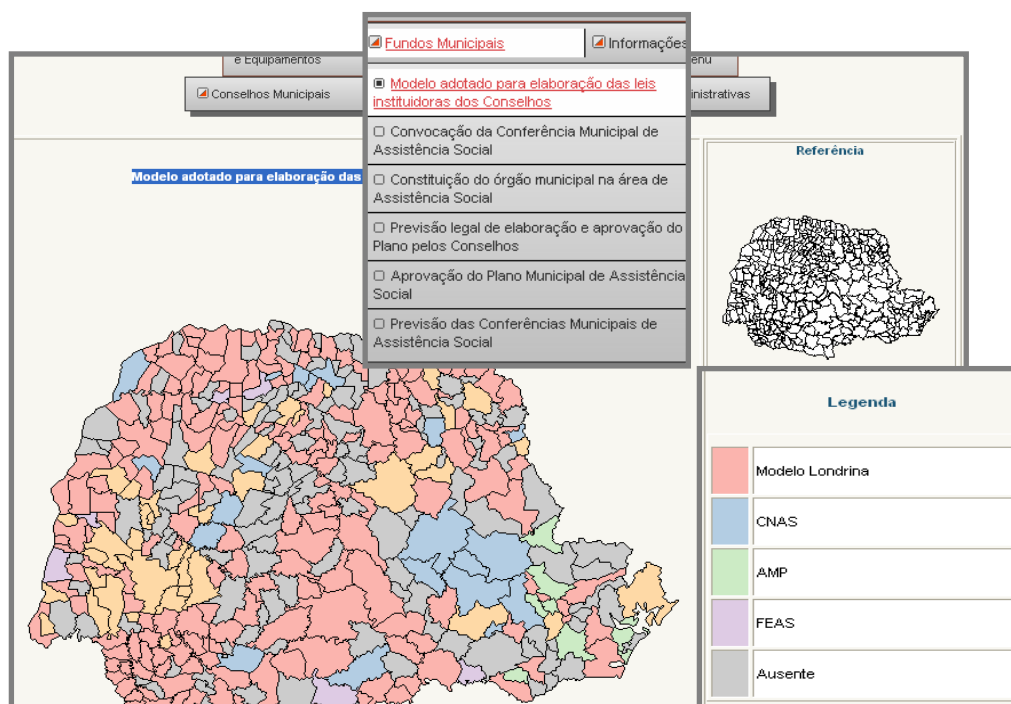 Fundos Municipais
Informações
Modelo adotado para elaboração das leis
instituidoras dos Conselhos
Convocação da Conferência Municipal de
Assistência Social
Constituição do órgão municipal na área de
Assistência Social
Previsão legal de elaboração e aprovação do
Plano pelos Conselhos
Aprovação do Plano Municipal de Assistência
Social
Previsão das Conferências Municipais de
Assistência Social
e Equipamentos
enu
Conselhos Municipais
inistrativas
Modelo adotado para elaboração das
Referência
Legenda
Modelo Londrina
CNAS
AMP
FEAS
Ausente